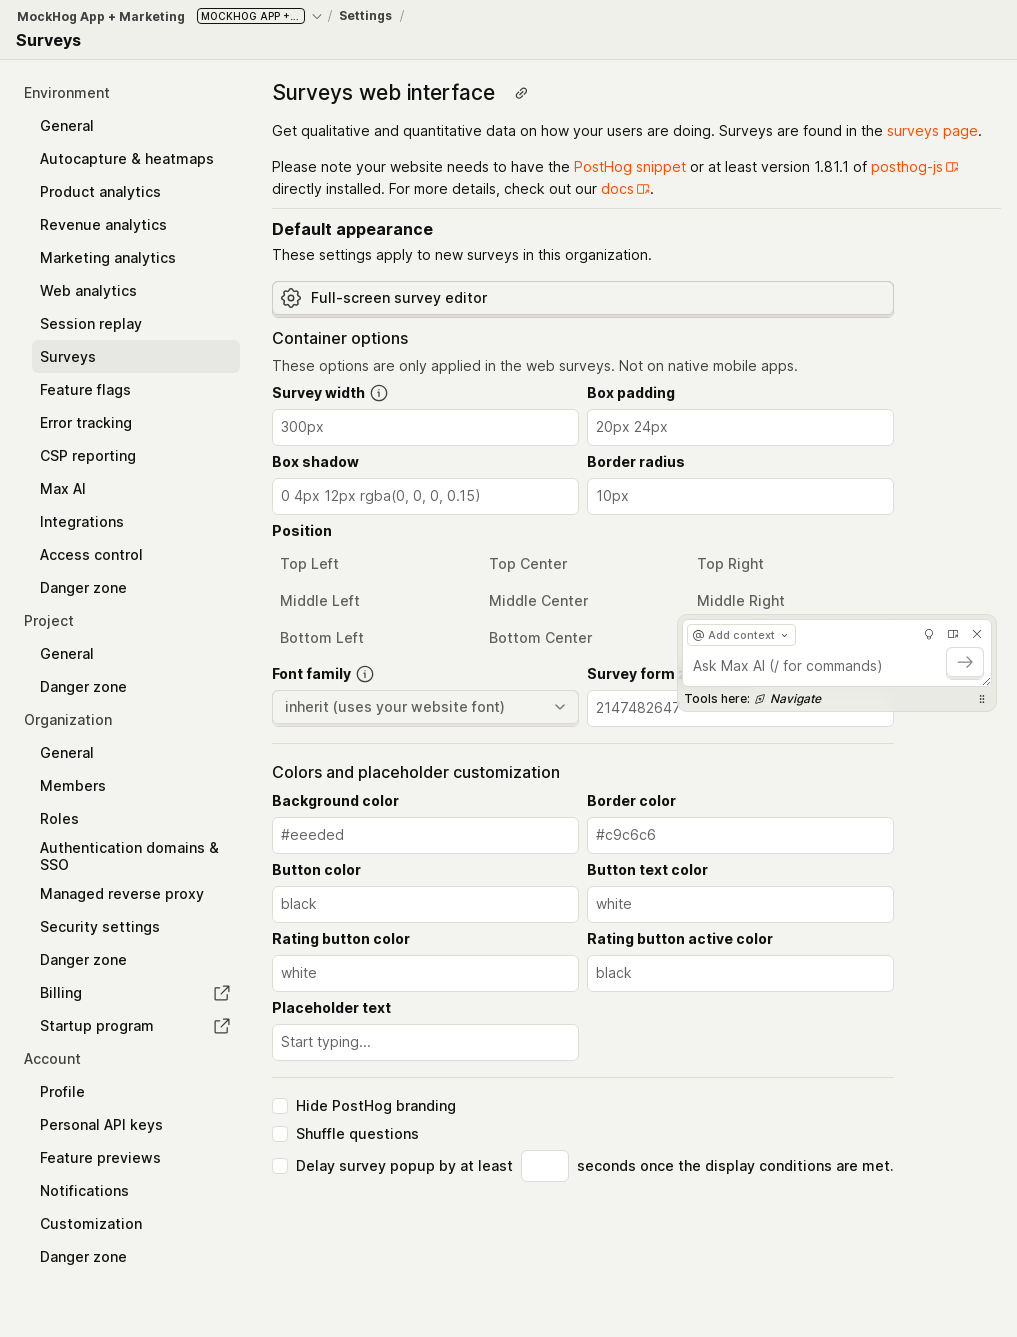 MockHog App + Marketing
MOCKHOG APP +...
/
Settings
/
Surveys
Environment
General
Autocapture & heatmaps
Product analytics
Revenue analytics
Marketing analytics
Web analytics
Session replay
Surveys
Feature flags
Error tracking
CSP reporting
Max AI
Integrations
Access control
Danger zone
Project
General
Danger zone
Organization
General
Members
Roles
Authentication domains &
SSO
Managed reverse proxy
Security settings
Danger zone
Billing
Startup program
Account
Profile
Personal API keys
Feature previews
Notifications
Customization
Danger zone
Surveys web interface
Get qualitative and quantitative data on how your users are doing. Surveys are found in the surveys page.
Please note your website needs to have the PostHog snippet or at least version 1.81.1 of posthog-js
directly installed. For more details, check out our docs.
Default appearance
These settings apply to new surveys in this organization.
Full-screen survey editor
Container options
These options are only applied in the web surveys. Not on native mobile apps.
Survey width
Box padding
300px
20px 24px
Box shadow
Border radius
0 4px 12px rgba(0, 0, 0, 0.15)
10px
Position
Top Left
Top Center
Top Right
Middle Left
Middle Center
Middle Right
Bottom Left
Bottom Center
@ Add context
Ask Max AI (/ for commands)
Tools here: Navigate
Font family
Survey form
inherit (uses your website font)
2147482647
Colors and placeholder customization
Background color
Border color
#eeeded
#c9c6c6
Button color
Button text color
black
white
Rating button color
Rating button active color
white
black
Placeholder text
Start typing...
Hide PostHog branding
Shuffle questions
Delay survey popup by at least
seconds once the display conditions are met.